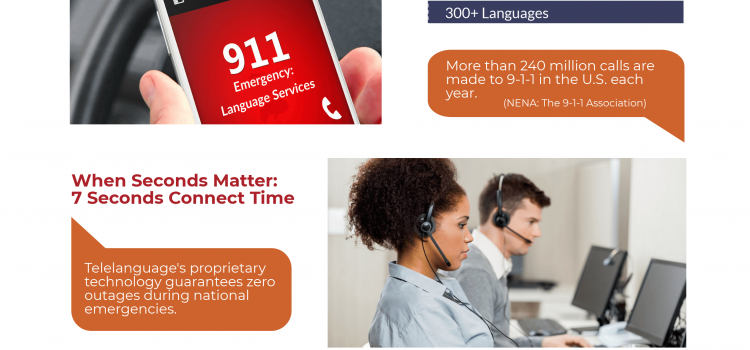 911
Emergency:
Language Services
300+ Languages
More than 240 million calls are
made to 9-1-1 in the U.S. each
year.
(NENA: The 9-1-1 Association)
When Seconds Matter:
7 Seconds Connect Time
Telelanguage's proprietary
technology guarantees zero
outages during national
emergencies.